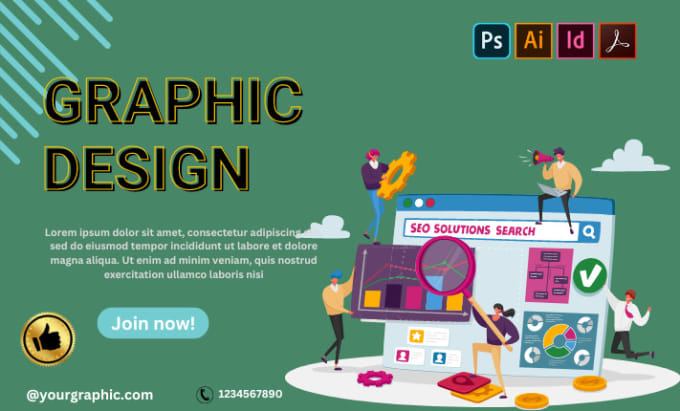 Ps Ai Id
GRAPHIC
DESIGN
SEO SOLUTIONS SEARCH
Lorem ipsum dolor sit amet, consectetur adipiscing
sed do eiusmod tempor incididunt ut labore et dolore
magna aliqua. Ut enim ad minim veniam, quis nostrud
exercitation ullamco laboris nisi
Join now!
@yourgraphic.com
1234567890